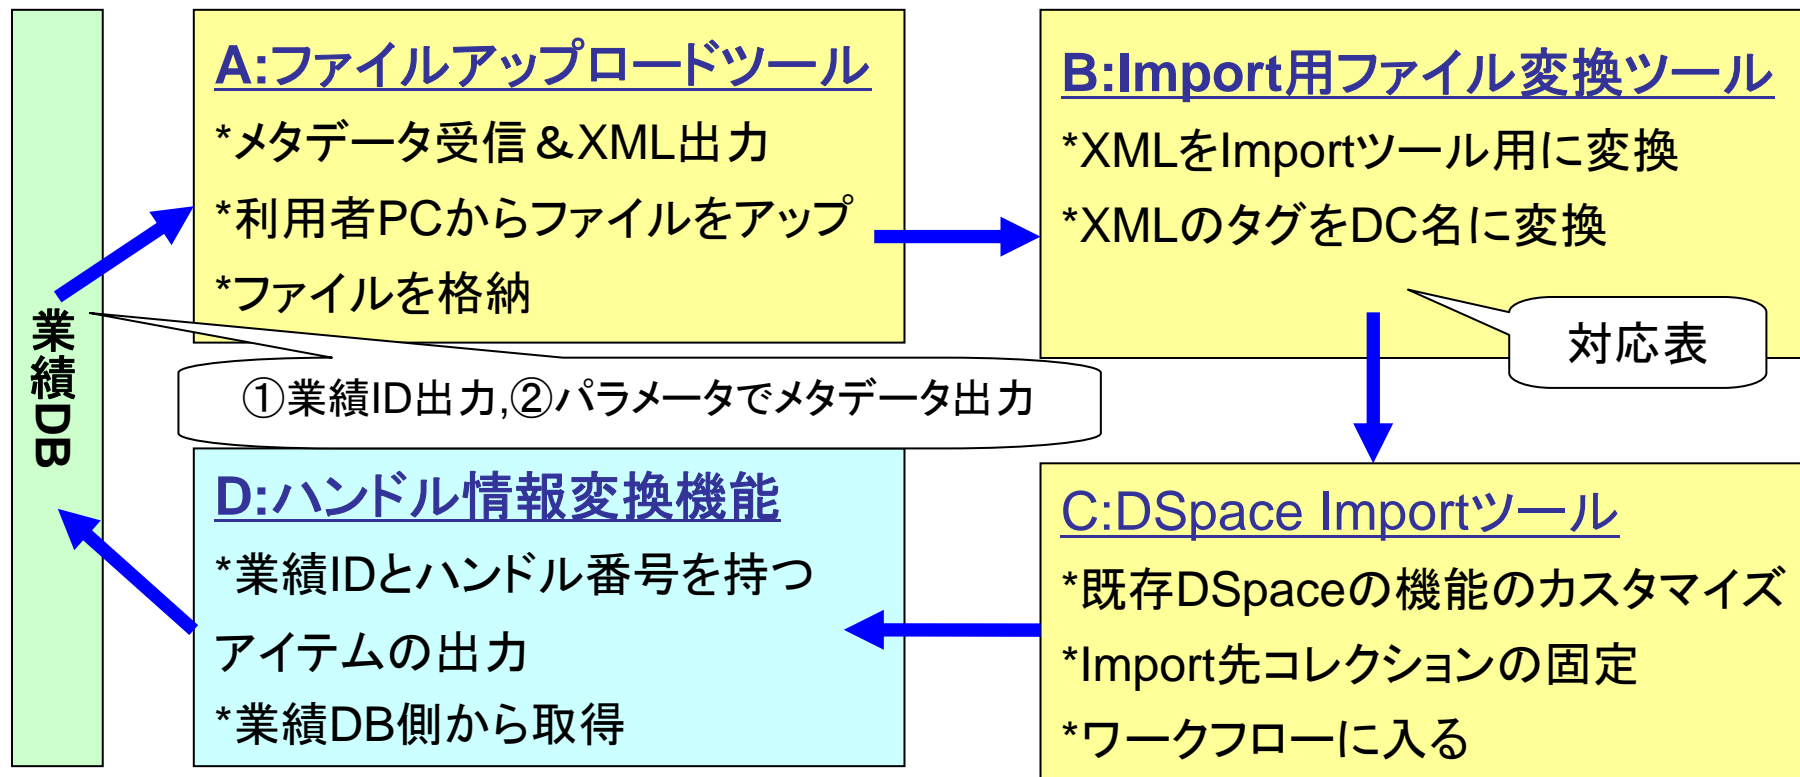 業績DB
A:ファイルアップロードツール
*メタデータ受信&XML出力
*利用者PCからファイルをアップ
*ファイルを格納
B:Import用ファイル変換ツール
*XMLをImportツール用に変換
*XMLのタグをDC名に変換
対応表
①業績ID出力,②パラメータでメタデータ出力
D:ハンドル情報変換機能
*業績IDとハンドル番号を持つ
アイテムの出力
*業績DB側から取得
C:DSpace Importツール
*既存DSpaceの機能のカスタマイズ
*Import先コレクションの固定
*ワークフローに入る